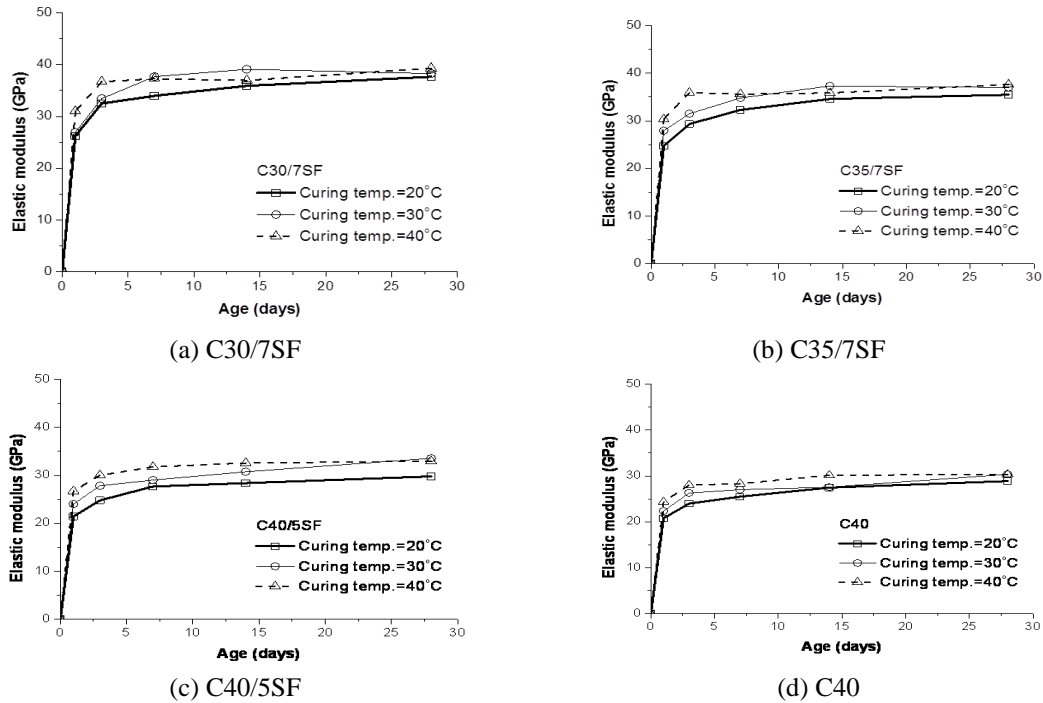 50
40
30
20
10
0
Elastic modulus (GPa)
C30/7SF
Curing temp.=20°C
Curing temp.=30°C
Curing temp.=40°C
0 5 10 15 20 25 30
Age (days)
(a) C30/7SF
50
40
30
20
10
0
Elastic modulus (GPa)
C35/7SF
Curing temp.=20°C
Curing temp.=30°C
Curing temp.=40°C
0 5 10 15 20 25 30
Age (days)
(b) C35/7SF
50
40
30
20
10
0
Elastic modulus (GPa)
C40/5SF
Curing temp.=20°C
Curing temp.=30°C
Curing temp.=40°C
0 5 10 15 20 25 30
Age (days)
(c) C40/5SF
50
40
30
20
10
0
Elastic modulus (GPa)
C40
Curing temp.=20°C
Curing temp.=30°C
Curing temp.=40°C
0 5 10 15 20 25 30
Age (days)
(d) C40